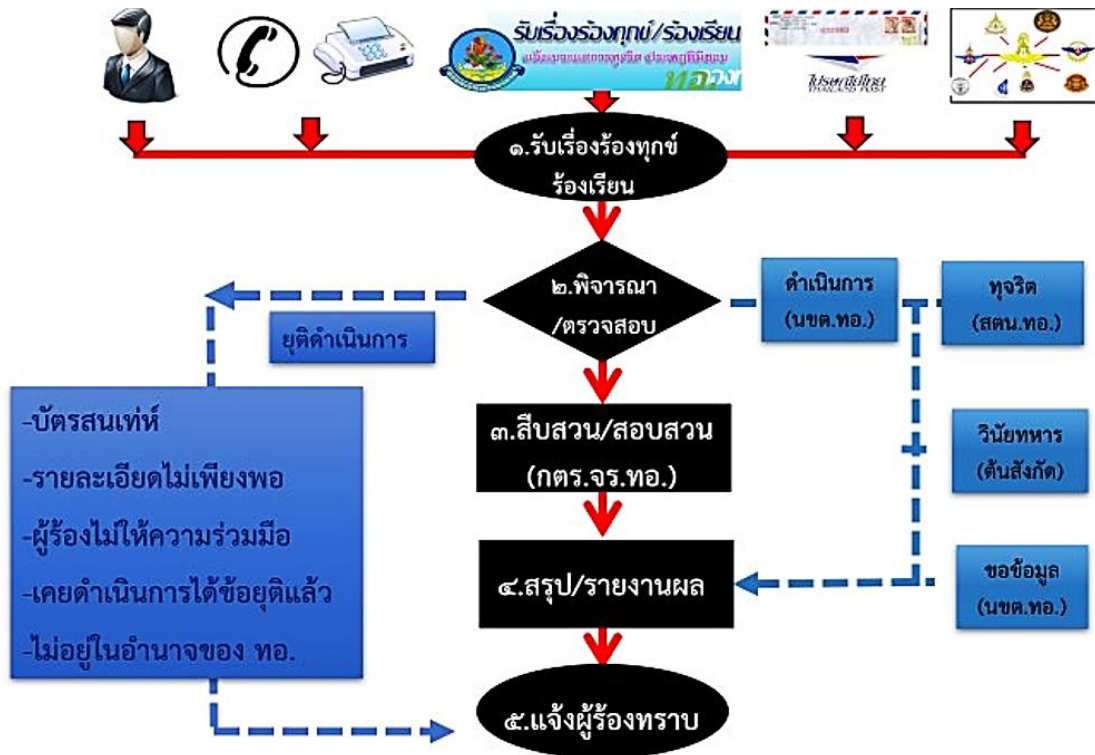 รับเรื่องร้องทุกข์/ร้องเรียน
ทอ.
ไปรษณีย์ไทย
THAILAND POST
๑.รับเรื่องร้องทุกข์
ร้องเรียน
๒.พิจารณา
/ตรวจสอบ
ดำเนินการ
(นขต.ทอ.)
ทุจริต
(สตน.ทอ.)
ยุติดำเนินการ
-บัตรสนเท่ห์
-รายละเอียดไม่เพียงพอ
-ผู้ร้องไม่ให้ความร่วมมือ
-เคยดำเนินการได้ข้อยุติแล้ว
-ไม่อยู่ในอำนาจของ ทอ.
๓.สืบสวน/สอบสวน
(กตร.จร.ทอ.)
วินัยทหาร
(ต้นสังกัด)
๔.สรุป/รายงานผล
ขอข้อมูล
(นขต.ทอ.)
๕.แจ้งผู้ร้องทราบ